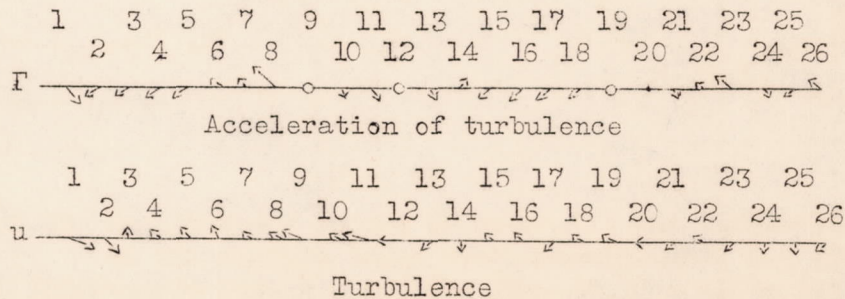 1 3 5 7 9 11 13 15 17 19 21 23 25
2 4 6 8 10 12 14 16 18 20 22 24 26
Γ
Acceleration of turbulence
1 3 5 7 9 11 13 15 17 19 21 23 25
2 4 6 8 10 12 14 16 18 20 22 24 26
u
Turbulence